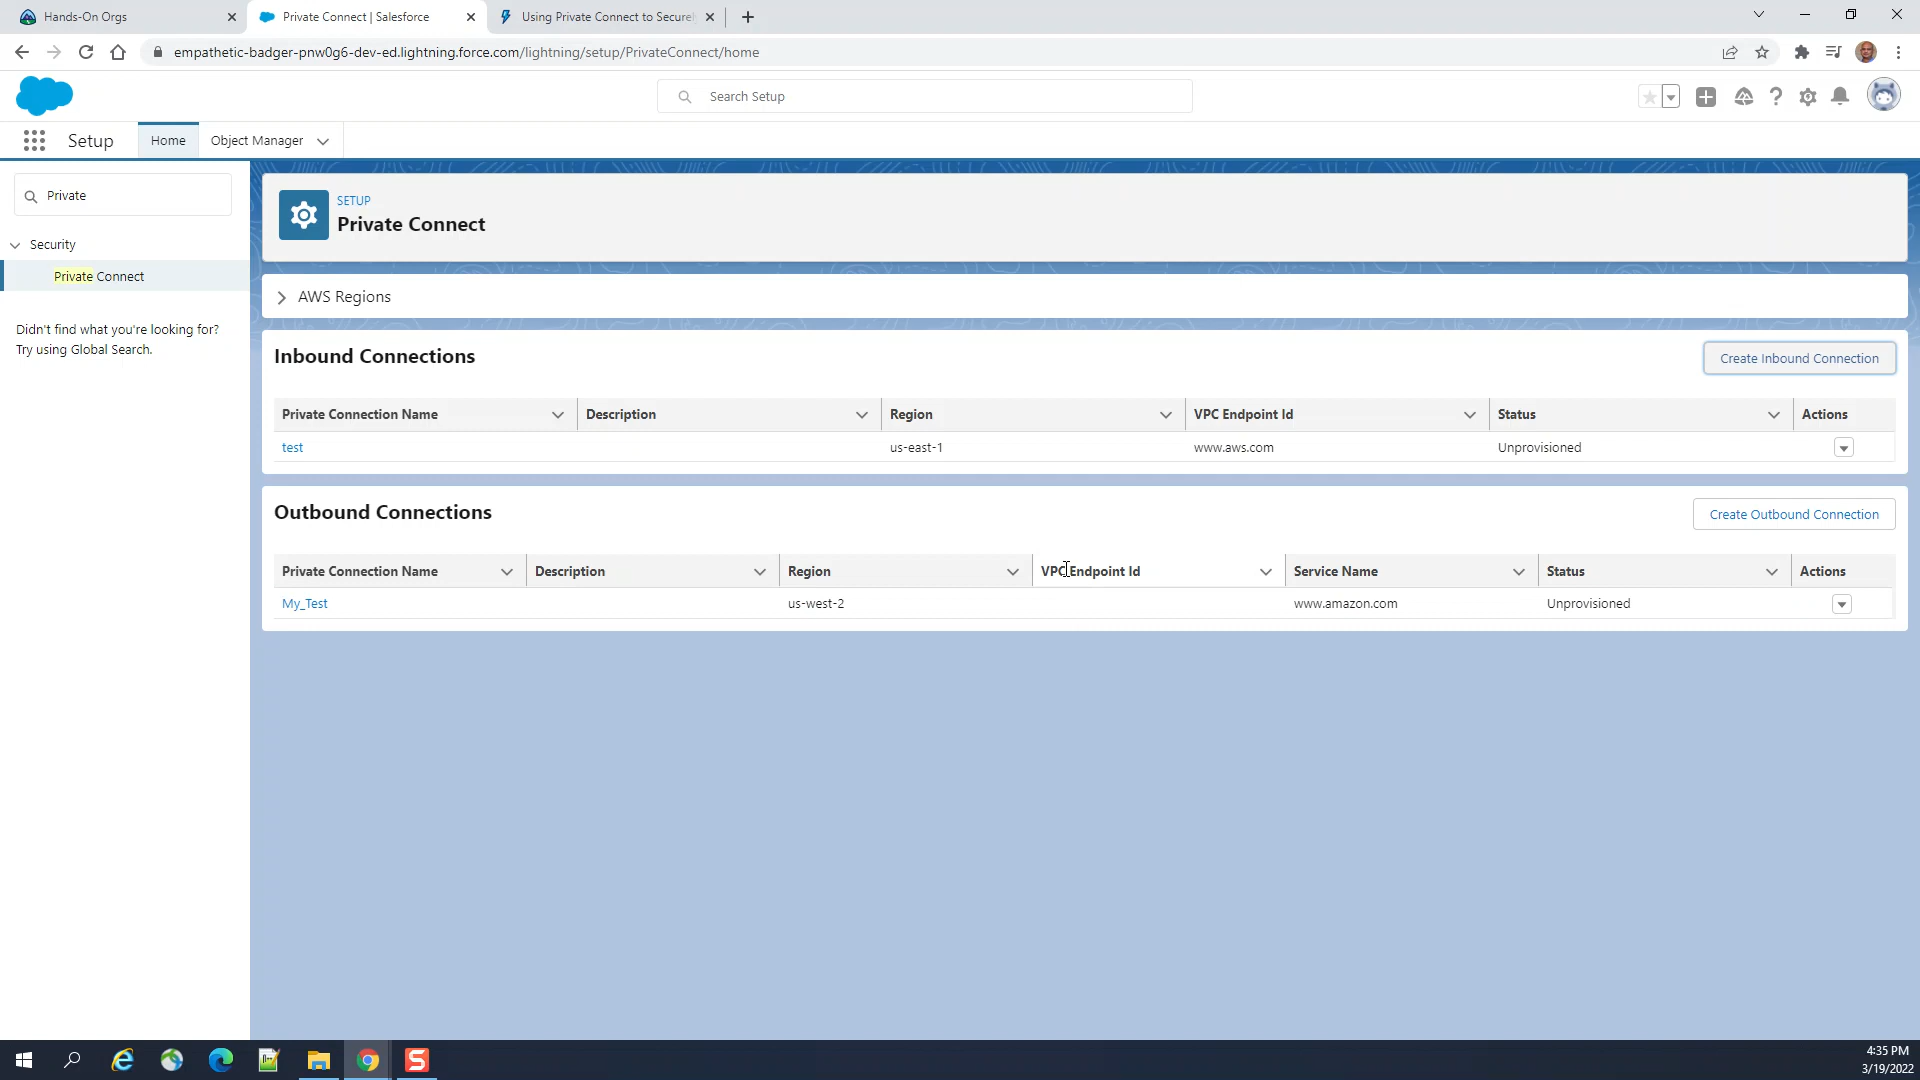 Hands-On Orgs
Private Connect | Salesforce
Using Private Connect to Secure
empathetic-badger-pnw0g6-dev-ed.lightning.force.com/lightning/setup/PrivateConnect/home
Search Setup
Setup
Home
Object Manager
Private
Security
Private Connect
Didn't find what you're looking for?
Try using Global Search.
SETUP
Private Connect
AWS Regions
Inbound Connections
Create Inbound Connection
Private Connection Name Description Region VPC Endpoint Id Status Actions
test us-east-1 www.aws.com Unprovisioned
Outbound Connections
Create Outbound Connection
Private Connection Name Description Region VPC Endpoint Id Service Name Status Actions
My_Test us-west-2 www.amazon.com Unprovisioned
4:35 PM
3/19/2022